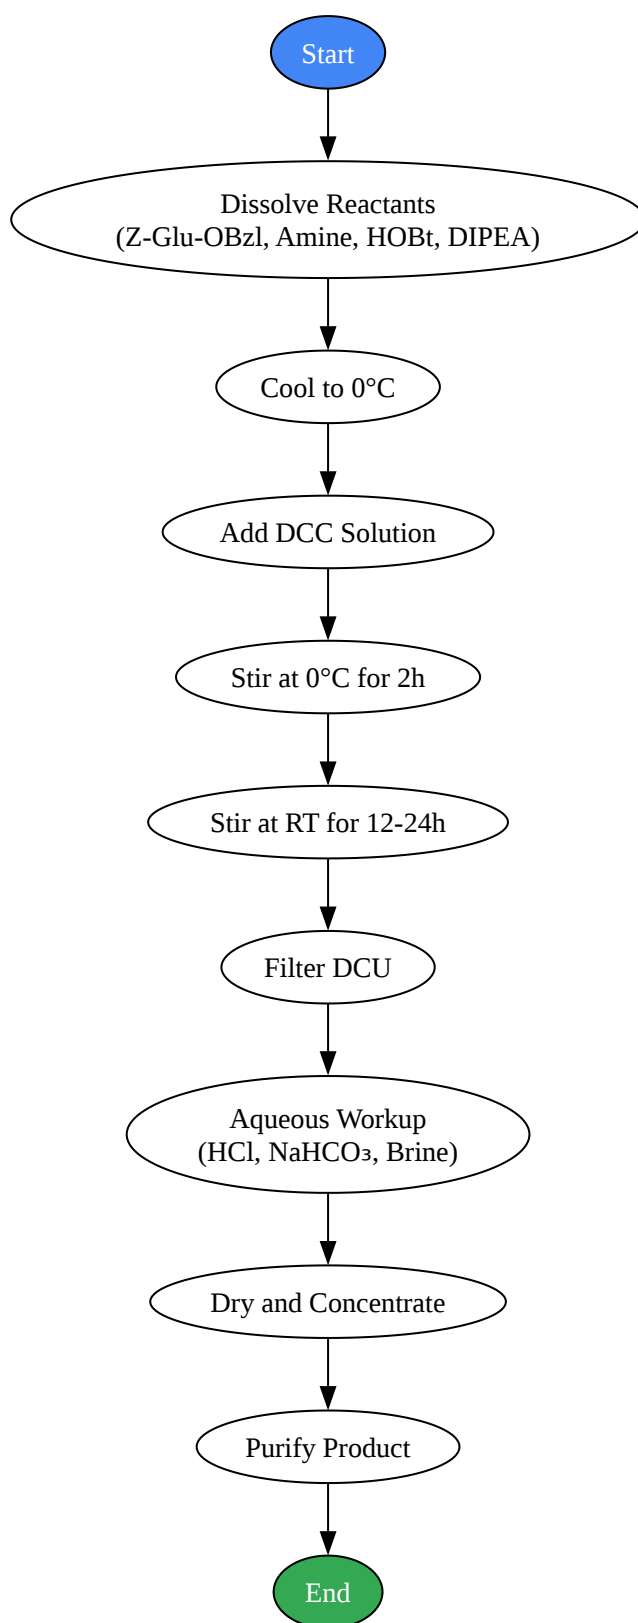 Start
Dissolve Reactants
(Z-Glu-OBzl, Amine, HOBt, DIPEA)
Cool to 0°C
Add DCC Solution
Stir at 0°C for 2h
Stir at RT for 12-24h
Filter DCU
Aqueous Workup
(HCl, NaHCO₃, Brine)
Dry and Concentrate
Purify Product
End